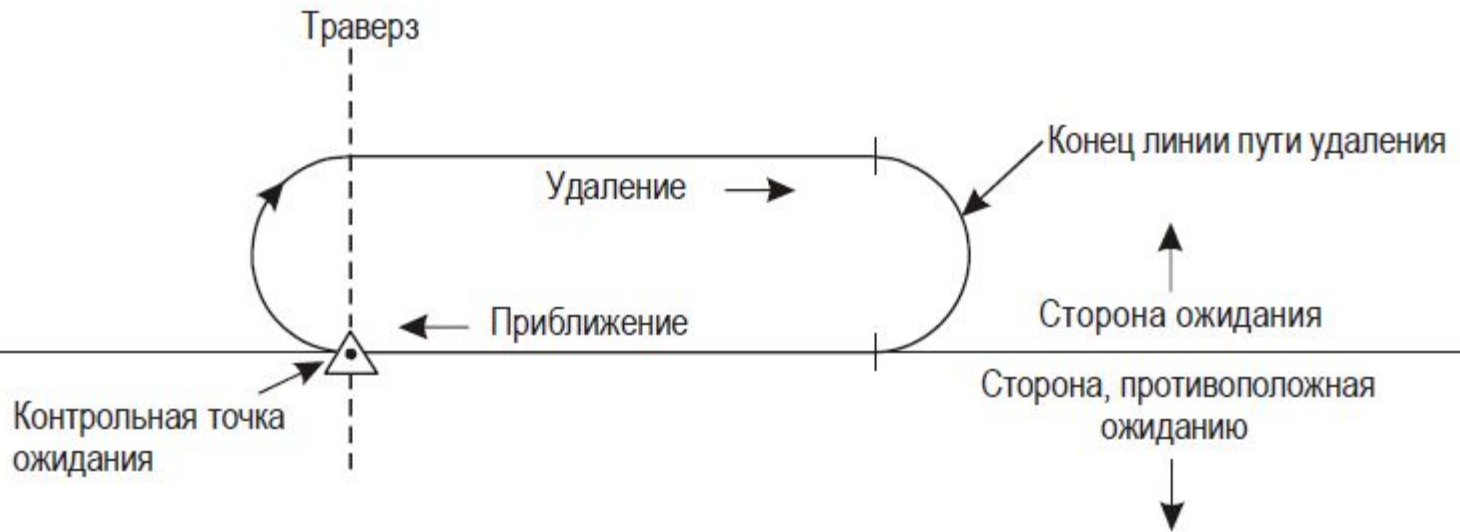 Траверз
Конец линии пути удаления
Удаление
Приближение
Сторона ожидания
Контрольная точка
ожидания
Сторона, противоположная
ожиданию